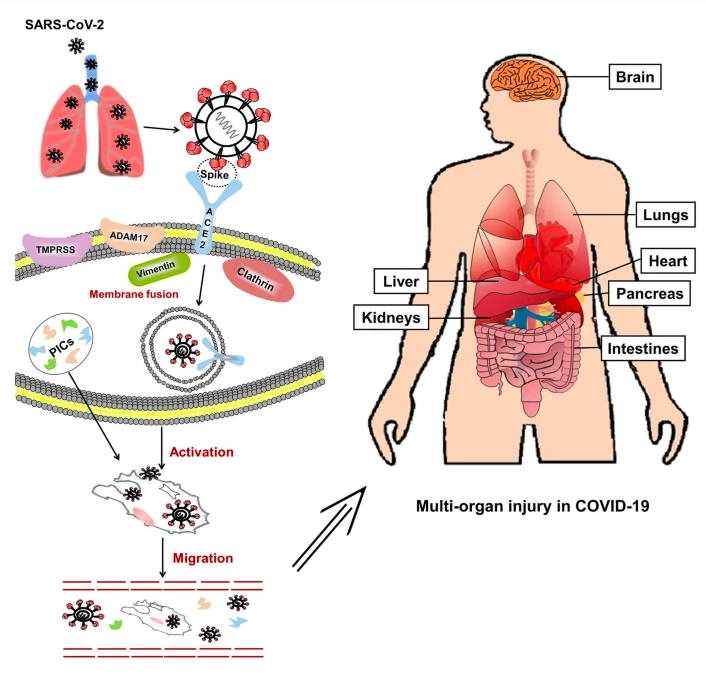 SARS-CoV-2
Spike
ACE2
TMPRSS
ADAM17
Vimentin
Clathrin
Membrane fusion
PICs
Activation
Migration
Brain
Lungs
Heart
Liver
Pancreas
Kidneys
Intestines
Multi-organ injury in COVID-19